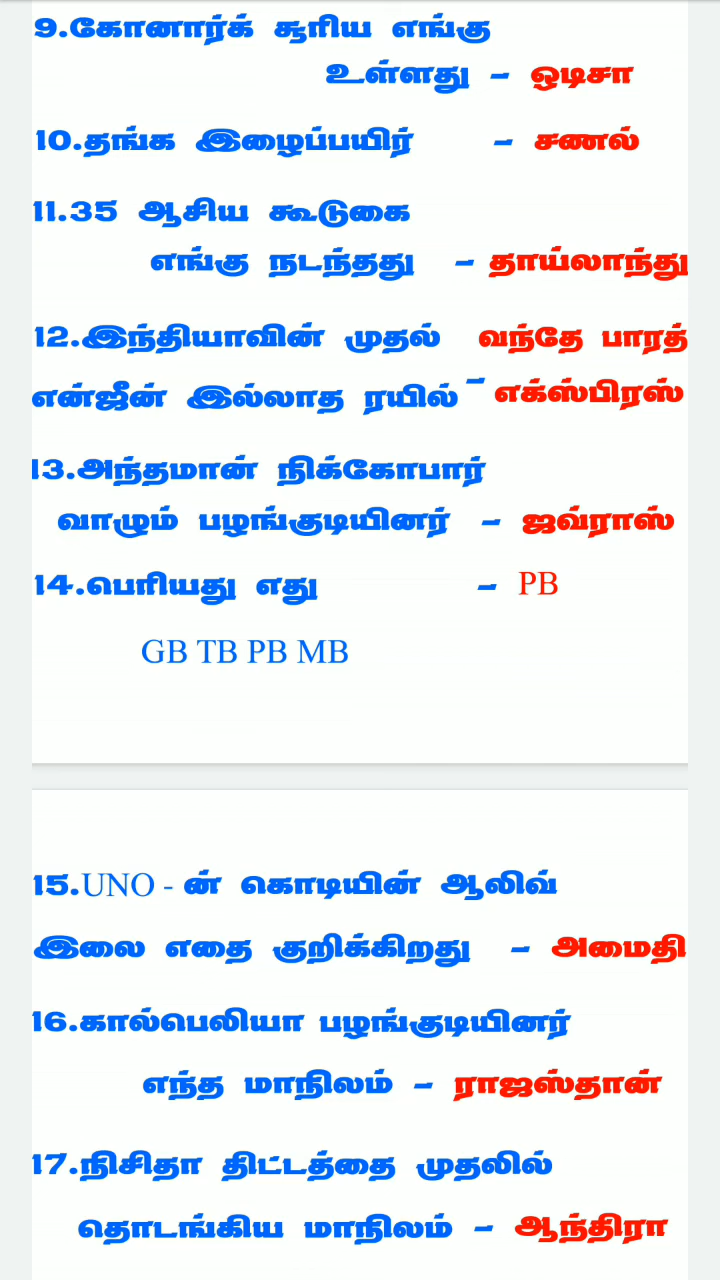 9.கோனார்க் சூரிய எங்கு
உள்ளது - ஒடிசா
10.தங்க இழைப்பயிர் - சணல்
11.35 ஆசிய கூடுகை
எங்கு நடந்தது - தாய்லாந்து
12.இந்தியாவின் முதல் வந்தே பாரத்
என்ஜீன் இல்லாத ரயில் - எக்ஸ்பிரஸ்
13.அந்தமான் நிக்கோபார்
வாழும் பழங்குடியினர் - ஜவ்ராஸ்
14.பெரியது எது - PB
GB TB PB MB
15.UNO - ன் கொடியின் ஆலிவ்
இலை எதை குறிக்கிறது - அமைதி
16.கால்பெலியா பழங்குடியினர்
எந்த மாநிலம் - ராஜஸ்தான்
17.நிசிதா திட்டத்தை முதலில்
தொடங்கிய மாநிலம் - ஆந்திரா